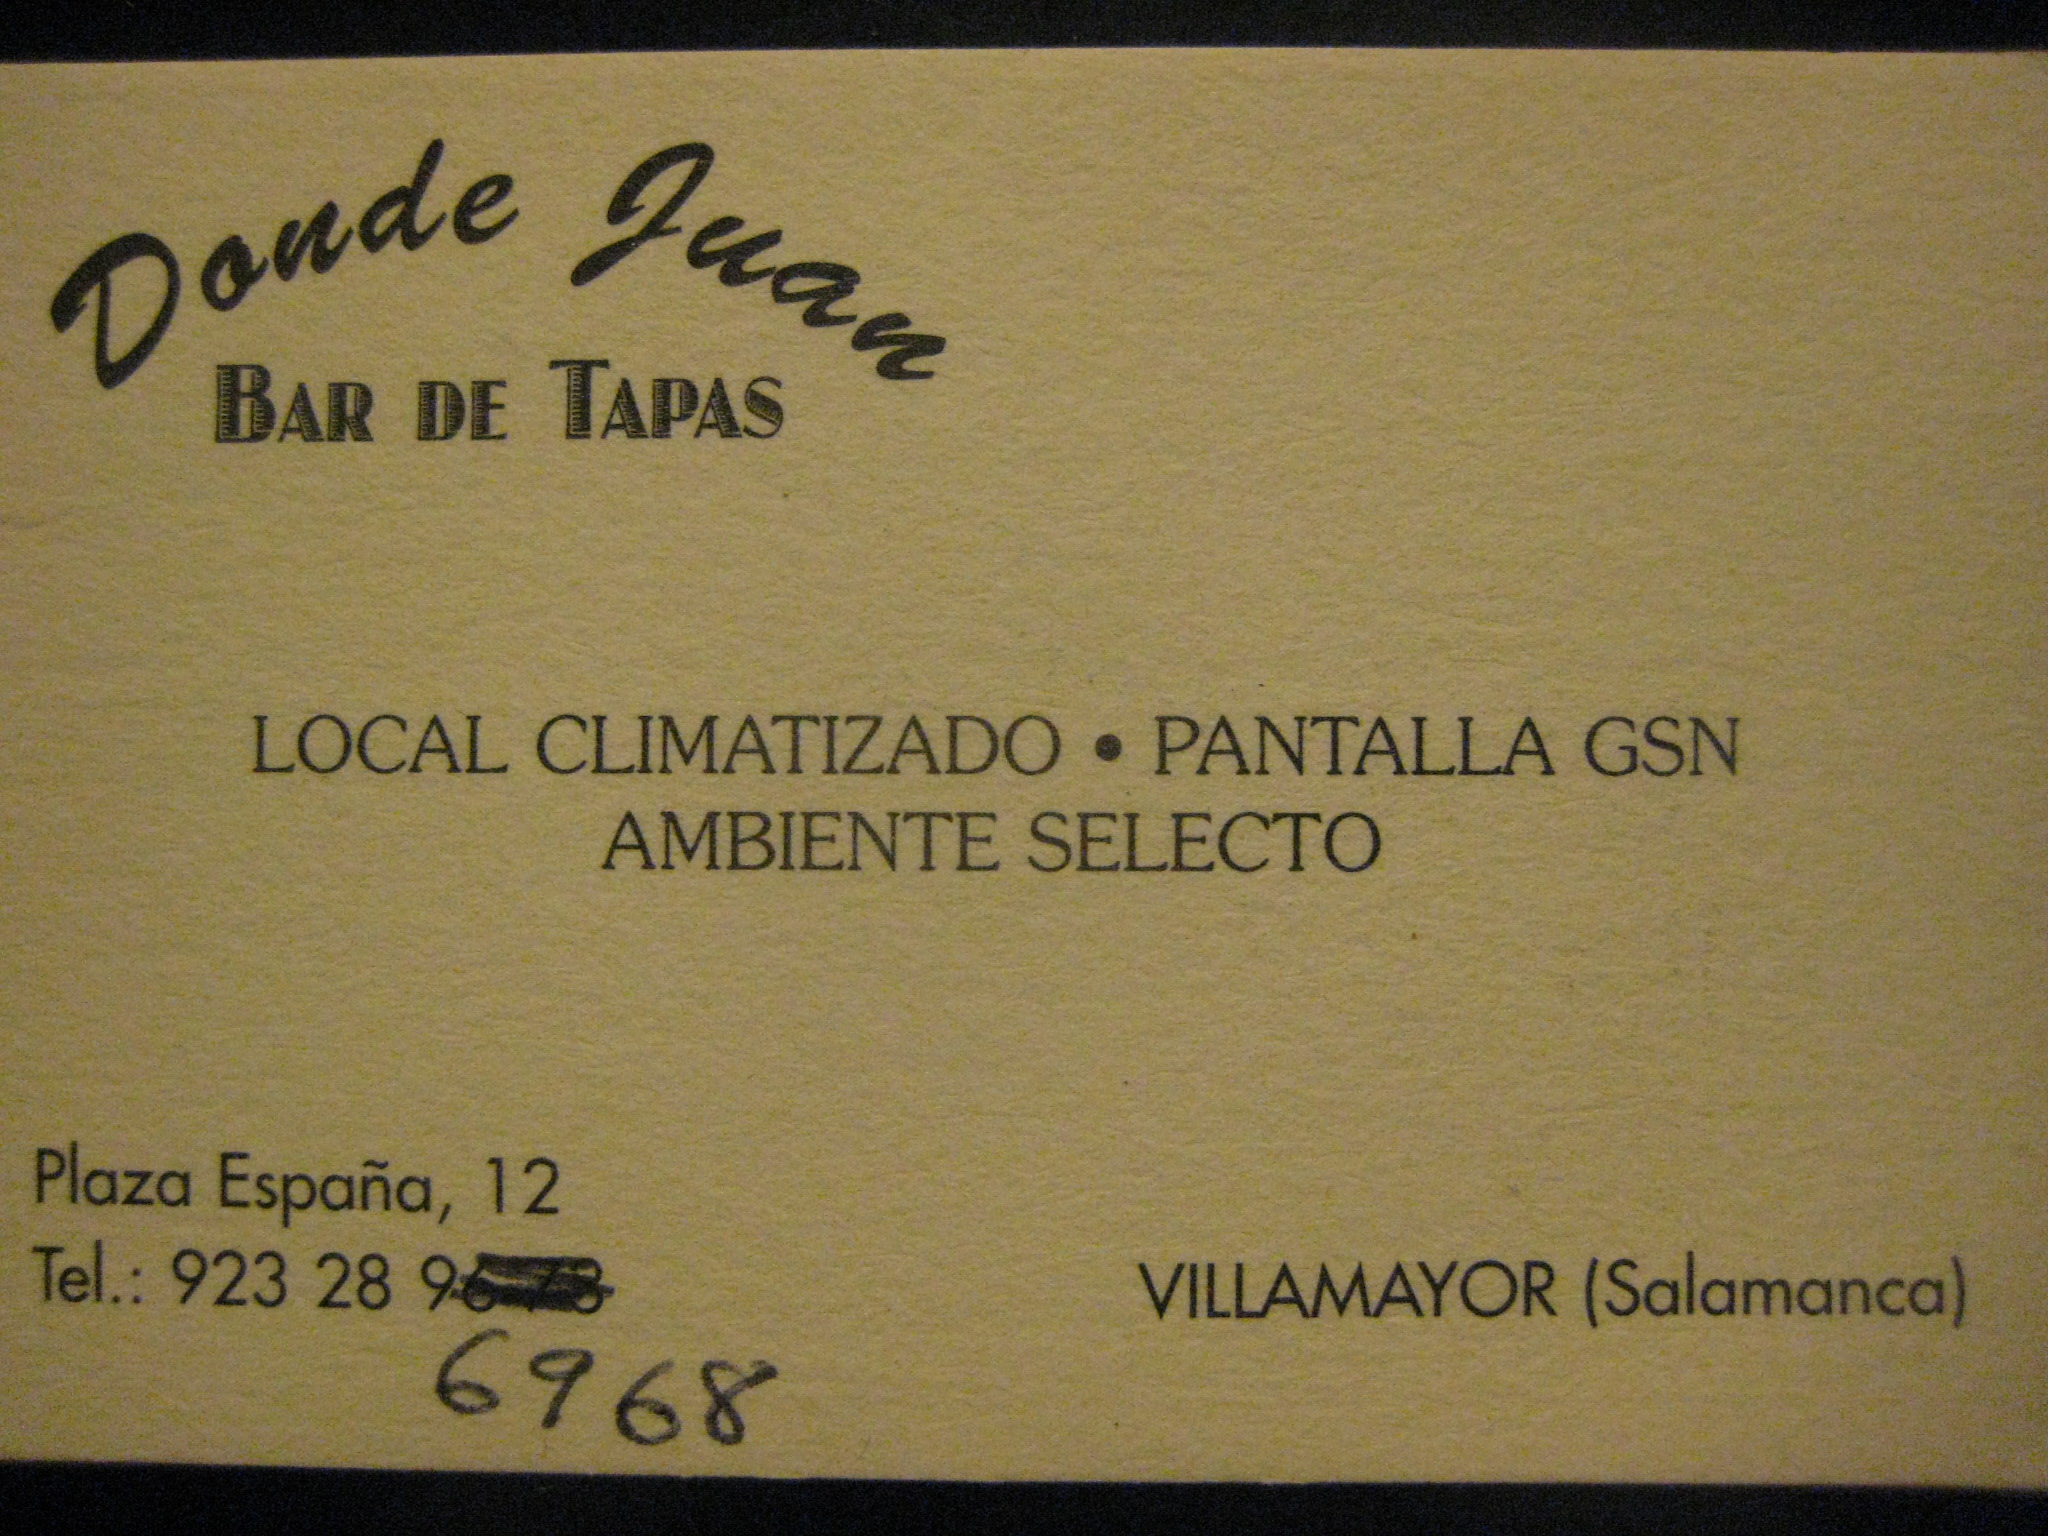 Donde Juan
BAR DE TAPAS
LOCAL CLIMATIZADO • PANTALLA GSN
AMBIENTE SELECTO
Plaza España, 12
Tel.: 923 28 9
VILLAMAYOR (Salamanca)
6968